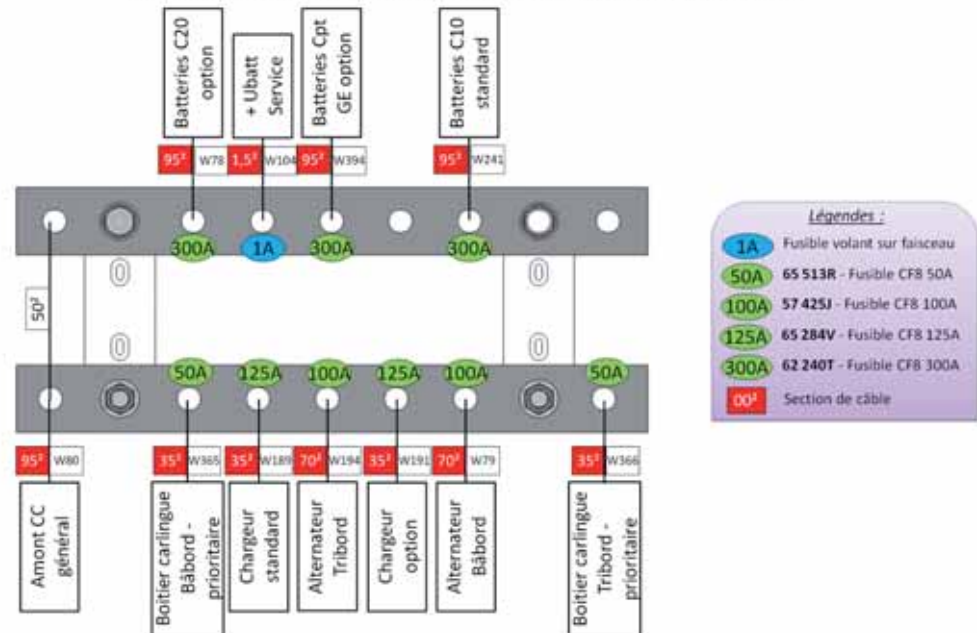 Batteries C20
option
+ Ubatt
Service
Batteries Cpt
GE option
Batteries C10
standard
95² W78
1,5² W104
95² W394
95² W241
300A
1A
300A
300A
50²
50A
125A
100A
125A
100A
50A
95² W80
35² W365
35² W189
70² W194
35² W191
70² W79
35² W366
Amont CC
général
Boitier carlingue
Bâbord -
prioritaire
Chargeur
standard
Alternateur
Tribord
Chargeur
option
Alternateur
Bâbord
Boitier carlingue
Tribord -
prioritaire
Légendes :
1A Fusible volant sur faisceau
50A 65 513R - Fusible CF8 50A
100A 57 425J - Fusible CF8 100A
125A 65 284V - Fusible CF8 125A
300A 62 240T - Fusible CF8 300A
00² Section de câble